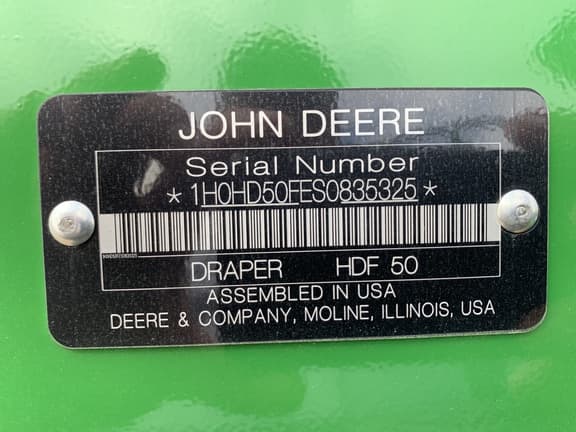 JOHN DEERE
Serial Number
*1H0HD50FES0835325*
DRAPER HDF 50
ASSEMBLED IN USA
DEERE & COMPANY, MOLINE, ILLINOIS, USA